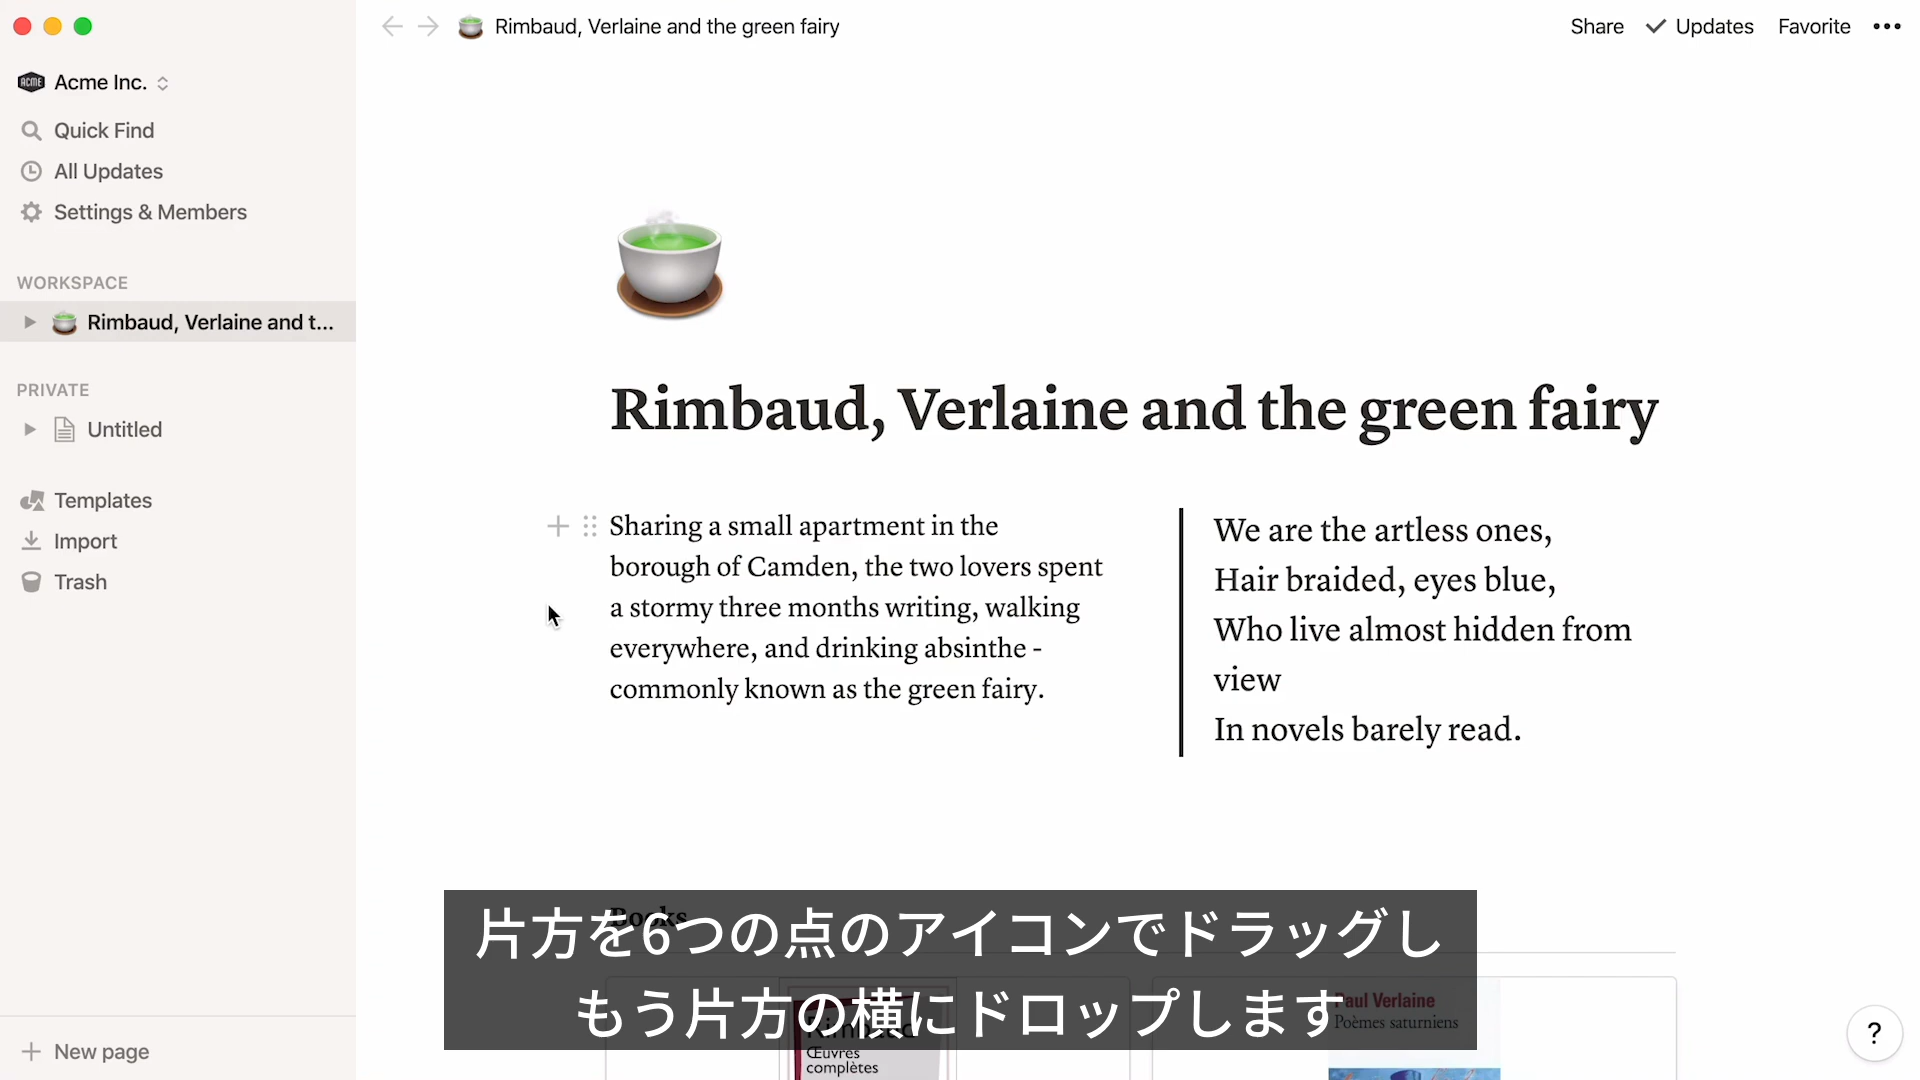 Rimbaud, Verlaine and the green fairy
Share
Updates
Favorite
ACME
Acme Inc.
Quick Find
All Updates
Settings & Members
WORKSPACE
Rimbaud, Verlaine and t...
PRIVATE
Untitled
Templates
Import
Trash
New page
Rimbaud, Verlaine and the green fairy
Sharing a small apartment in the
borough of Camden, the two lovers spent
a stormy three months writing, walking
everywhere, and drinking absinthe -
commonly known as the green fairy.
We are the artless ones,
Hair braided, eyes blue,
Who live almost hidden from
view
In novels barely read.
Books
片方を6つの点のアイコンでドラッグし
もう片方の横にドロップします
Rimbaud
Œuvres
complètes
Paul Verlaine
Poèmes saturniens
?